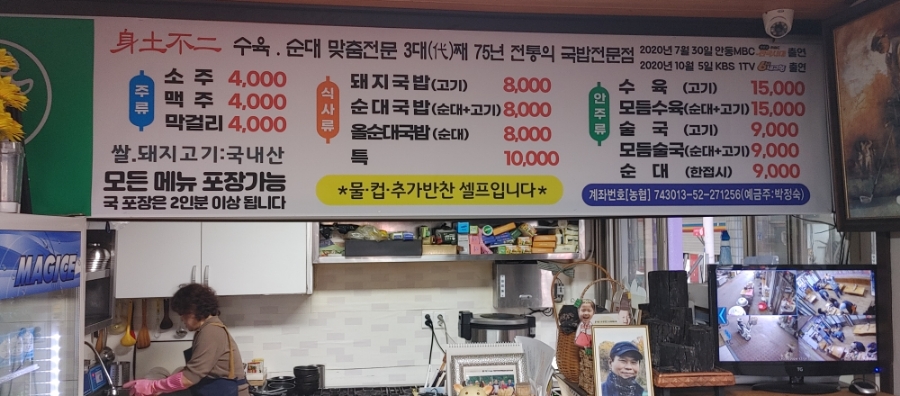 身土不二 수육.순대 맞춤전문 3대(代)째 75년 전통의 국밥전문점
2020년 7월 30일 안동MBC 출연
2020년 10월 5일 KBS 1TV 출연
주류
소주 4,000
맥주 4,000
막걸리 4,000
쌀.돼지고기:국내산
모든 메뉴 포장가능
국 포장은 2인분 이상 됩니다
식사류
돼지국밥(고기) 8,000
순대국밥(순대+고기) 8,000
올순대국밥(순대) 8,000
특 10,000
*물·컵·추가반찬 셀프입니다*
안주류
수육 (고기) 15,000
모듬수육(순대+고기) 15,000
술국 (고기) 9,000
모듬술국(순대+고기) 9,000
순대 (한접시) 9,000
계좌번호[농협] 743013-52-271256(예금주:박정숙)
MAGIC